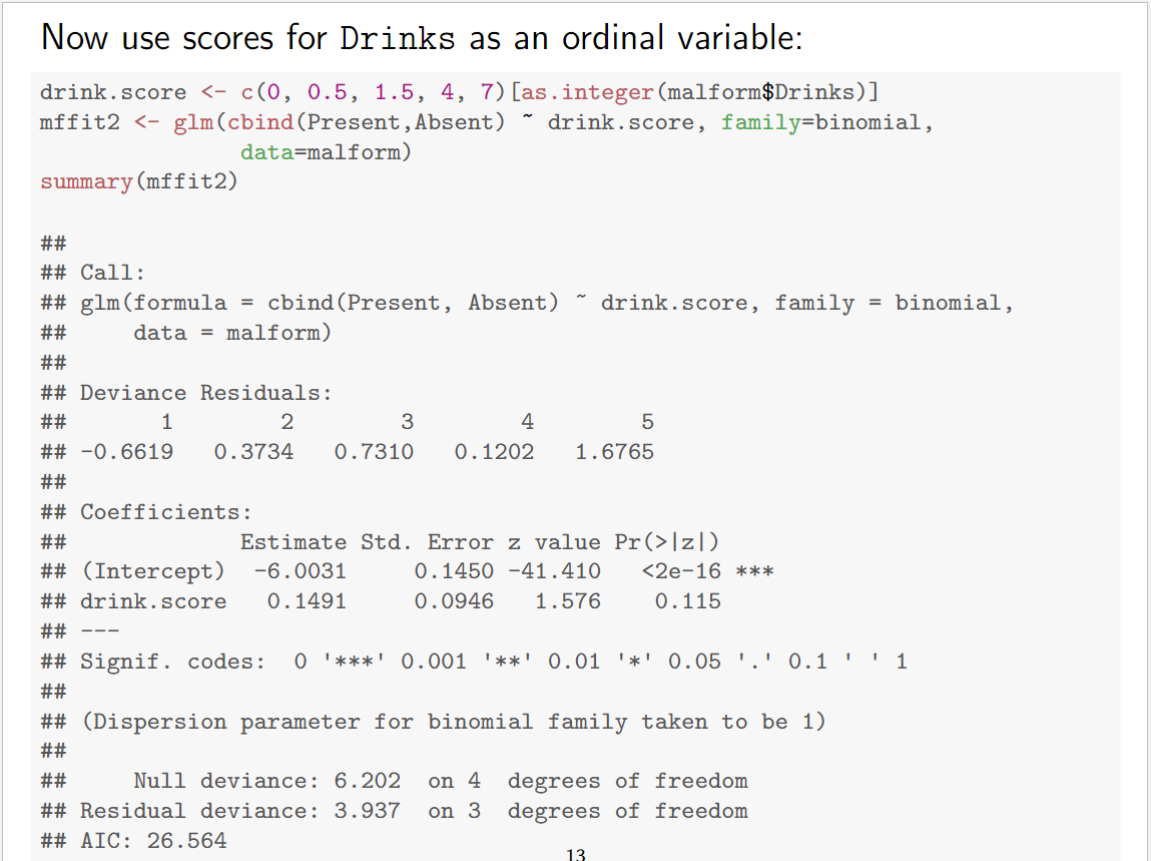 Now use scores for Drinks as an ordinal variable:
drink.score <- c(0, 0.5, 1.5, 4, 7)[as.integer(malform$Drinks)]
mffit2 <- glm(cbind(Present,Absent) ~ drink.score, family=binomial,
               data=malform)
summary(mffit2)
##
## Call:
## glm(formula = cbind(Present, Absent) ~ drink.score, family = binomial,
##     data = malform)
##
## Deviance Residuals:
##       1        2        3        4        5
## -0.6619   0.3734   0.7310   0.1202   1.6765
##
## Coefficients:
##             Estimate Std. Error z value Pr(>|z|)
## (Intercept)  -6.0031     0.1450 -41.410   <2e-16 ***
## drink.score   0.1491     0.0946   1.576    0.115
## ---
## Signif. codes:  0 '***' 0.001 '**' 0.01 '*' 0.05 '.' 0.1 ' ' 1
##
## (Dispersion parameter for binomial family taken to be 1)
##
##     Null deviance: 6.202  on 4  degrees of freedom
## Residual deviance: 3.937  on 3  degrees of freedom
## AIC: 26.564
13